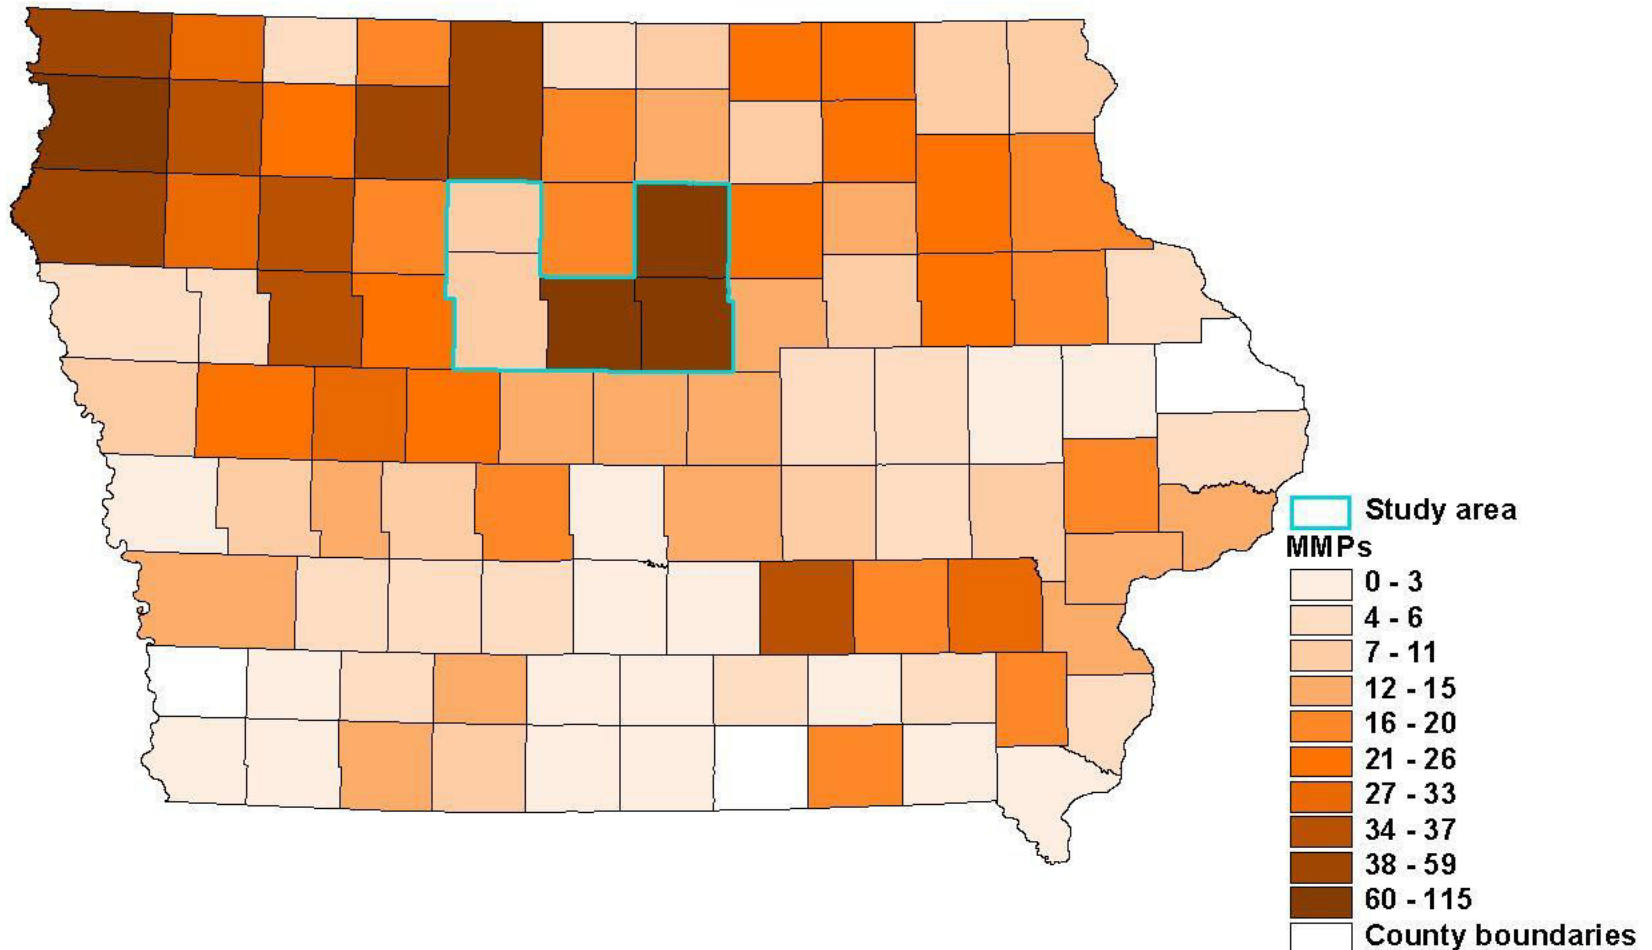 Study area
MMPs
0 - 3
4 - 6
7 - 11
12 - 15
16 - 20
21 - 26
27 - 33
34 - 37
38 - 59
60 - 115
County boundaries